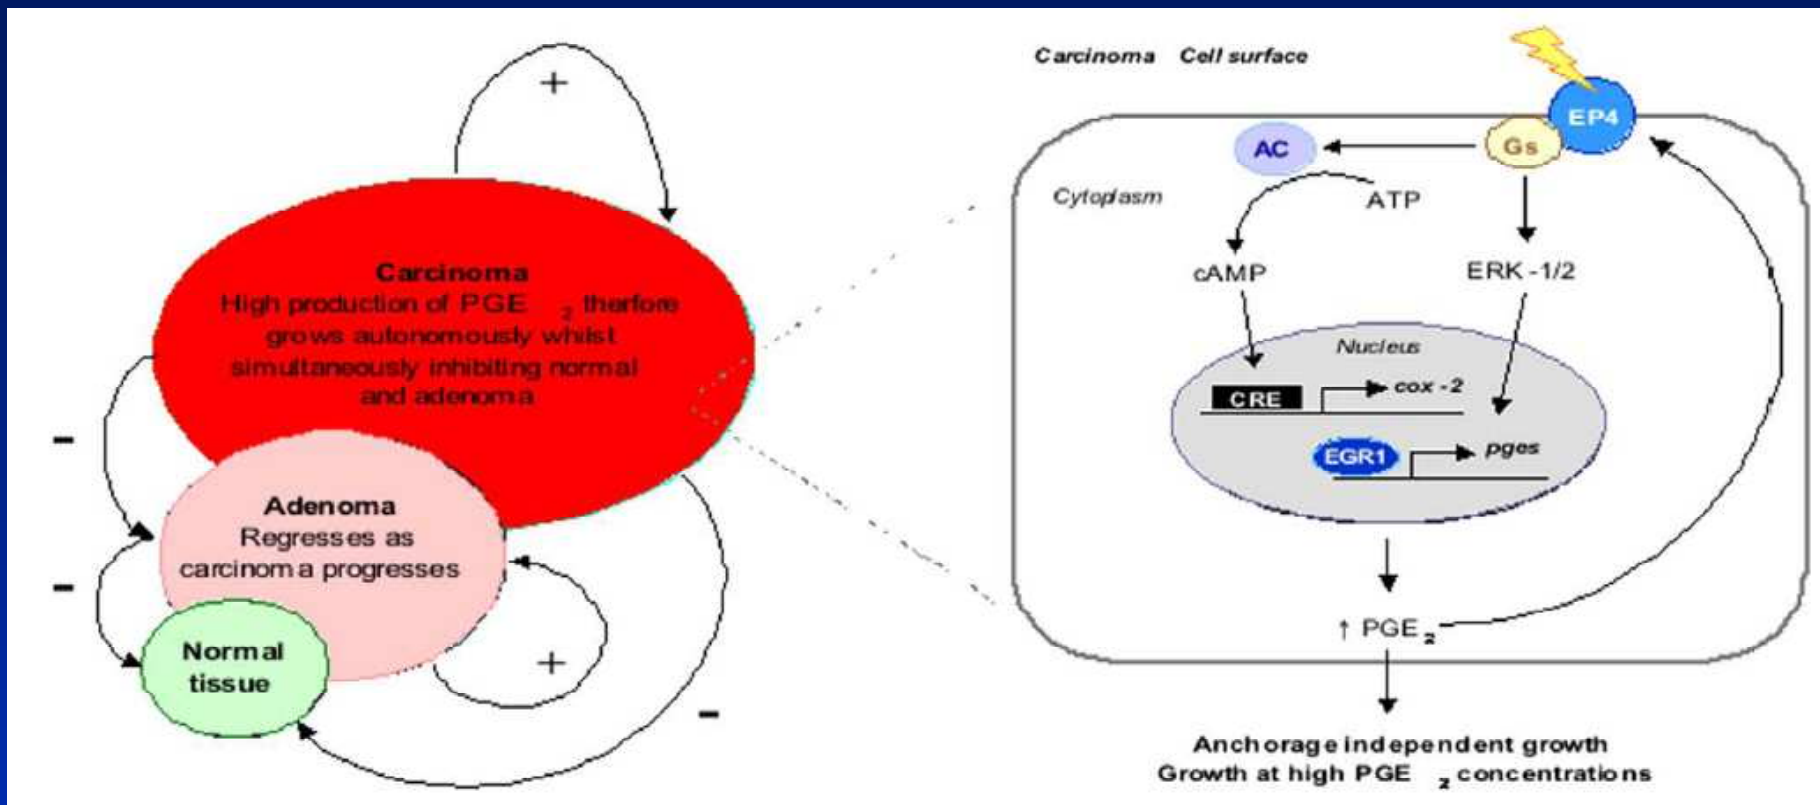 +
Carcinoma
High production of PGE 2 therfore
grows autonomously whilst
simultaneously inhibiting normal
and adenoma
-
Adenoma
Regresses as
carcinoma progresses
-
Normal
tissue
+
-
Carcinoma Cell surface
EP4
Gs
AC
Cytoplasm
ATP
cAMP
ERK -1/2
Nucleus
CRE
cox - 2
EGR1
pges
↑ PGE 2
Anchorage independent growth
Growth at high PGE 2 concentrations